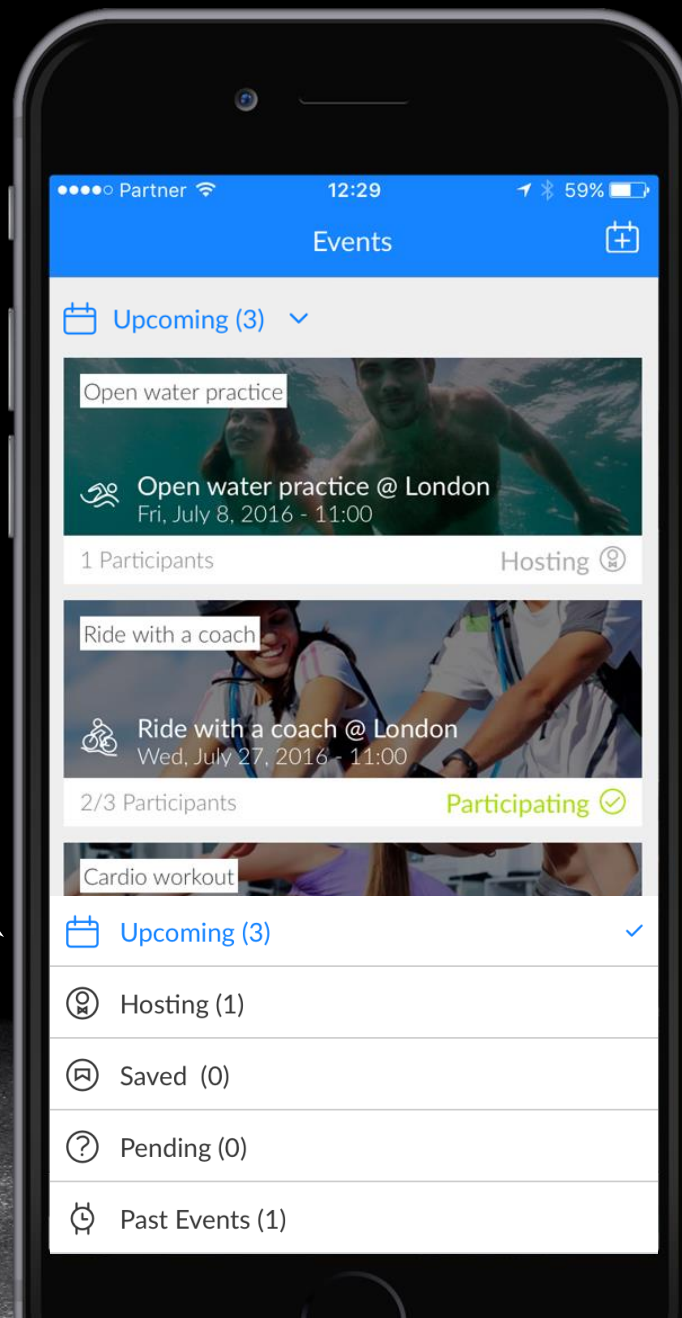 Partner 12:29 59%
Events
Upcoming (3)
Open water practice
Open water practice @ London
Fri, July 8, 2016 - 11:00
1 Participants Hosting
Ride with a coach
Ride with a coach @ London
Wed, July 27, 2016 - 11:00
2/3 Participants Participating
Cardio workout
Upcoming (3)
Hosting (1)
Saved (0)
Pending (0)
Past Events (1)